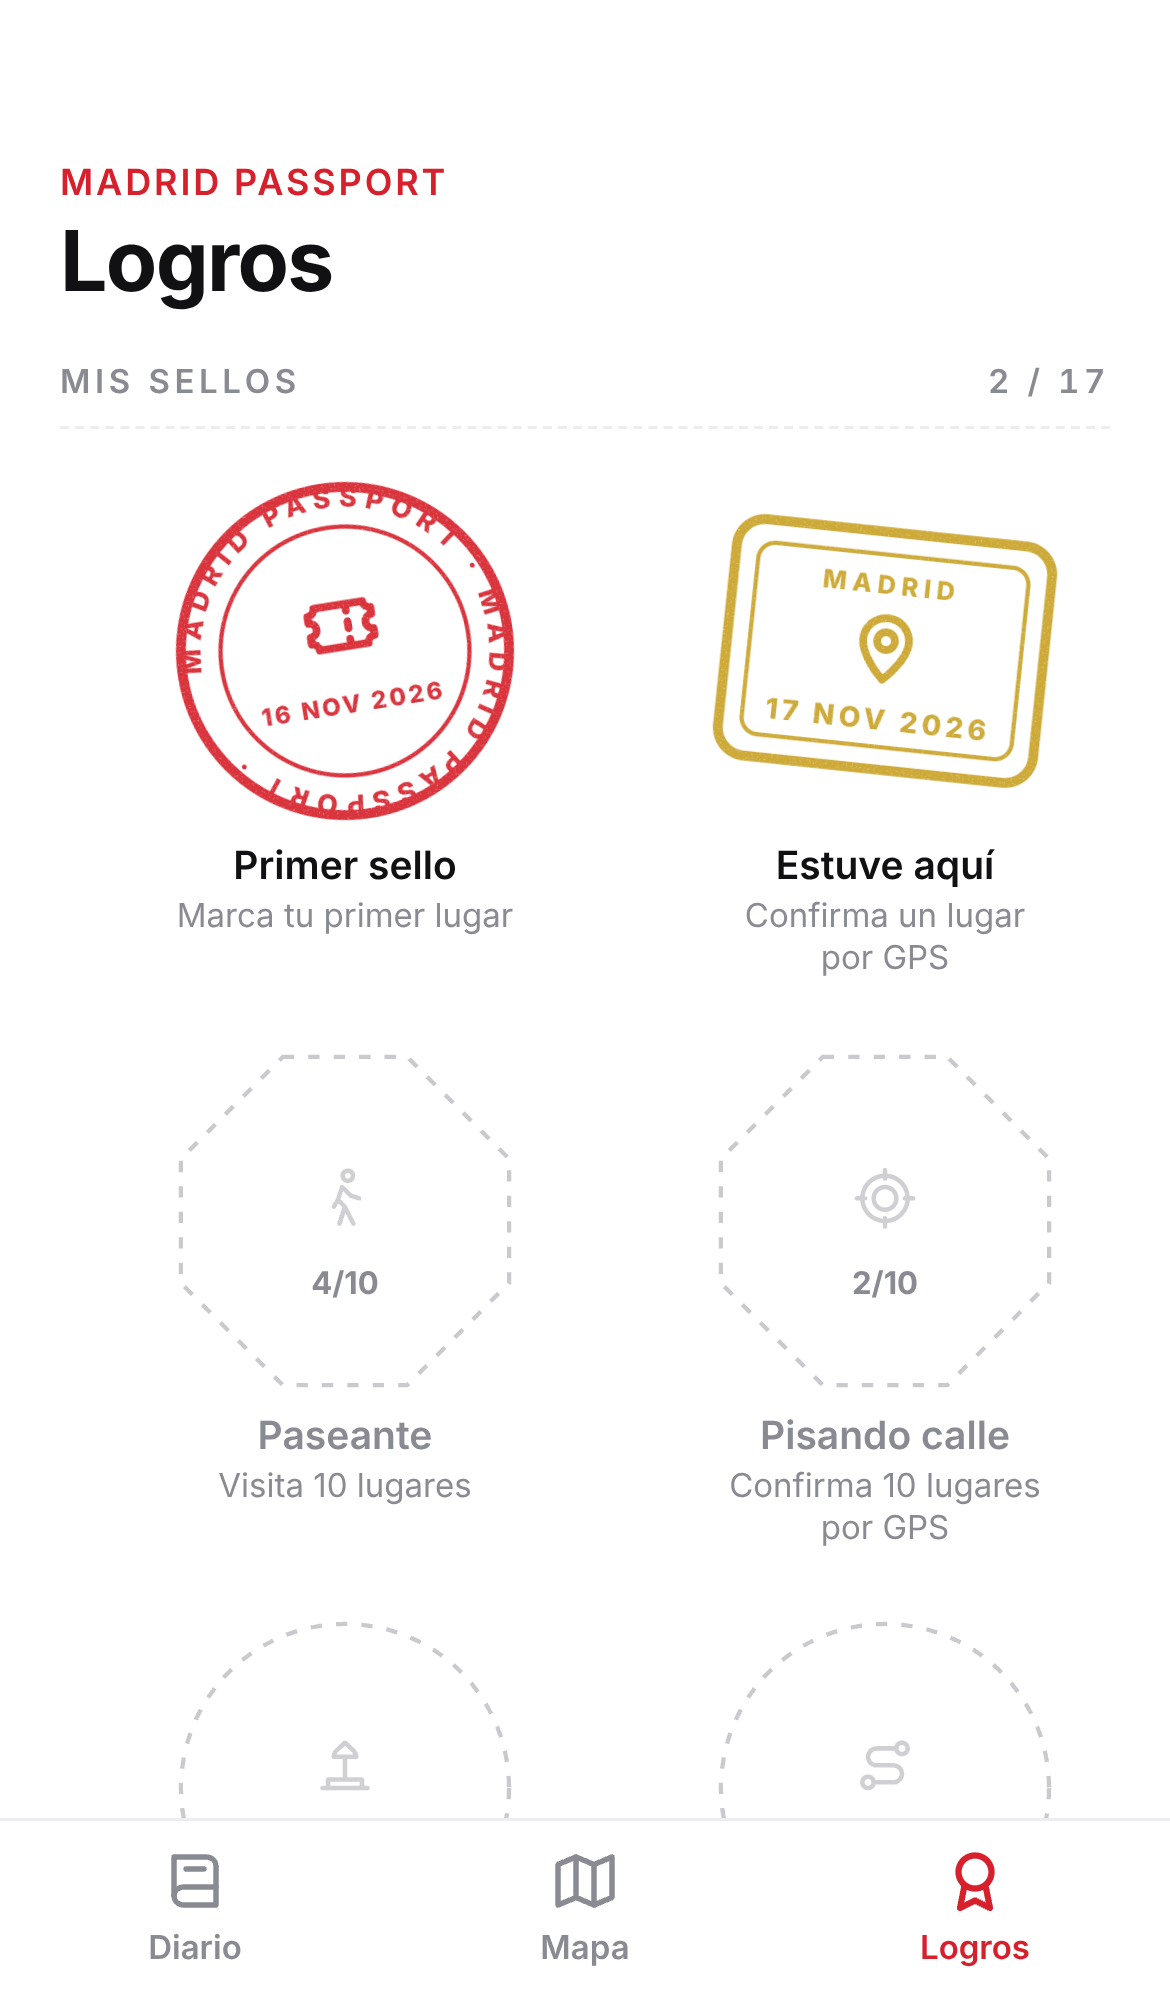 MADRID PASSPORT
Logros
MIS SELLOS
2 / 17
MADRID PASSPORT · MADRID PASSPORT ·
16 NOV 2026
MADRID
17 NOV 2026
Primer sello
Marca tu primer lugar
Estuve aquí
Confirma un lugar
por GPS
4/10
2/10
Paseante
Visita 10 lugares
Pisando calle
Confirma 10 lugares
por GPS
Diario
Mapa
Logros